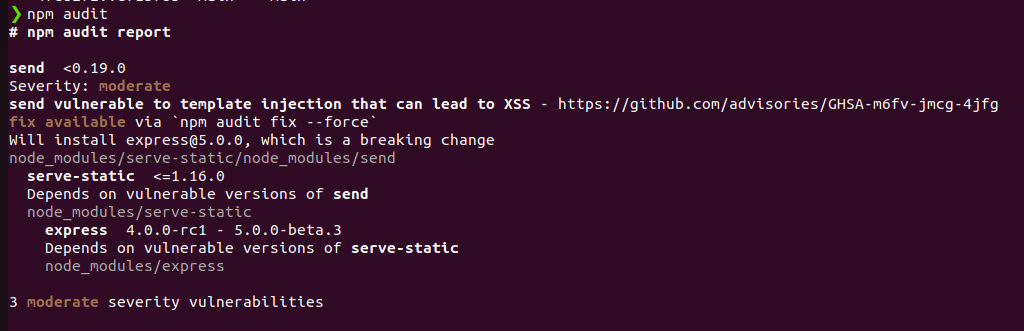 ❯ npm audit
# npm audit report
send <0.19.0
Severity: moderate
send vulnerable to template injection that can lead to XSS - https://github.com/advisories/GHSA-m6fv-jmcg-4jfg
fix available via `npm audit fix --force`
Will install express@5.0.0, which is a breaking change
node_modules/serve-static/node_modules/send
serve-static <=1.16.0
Depends on vulnerable versions of send
node_modules/serve-static
express 4.0.0-rc1 - 5.0.0-beta.3
Depends on vulnerable versions of serve-static
node_modules/express
3 moderate severity vulnerabilities